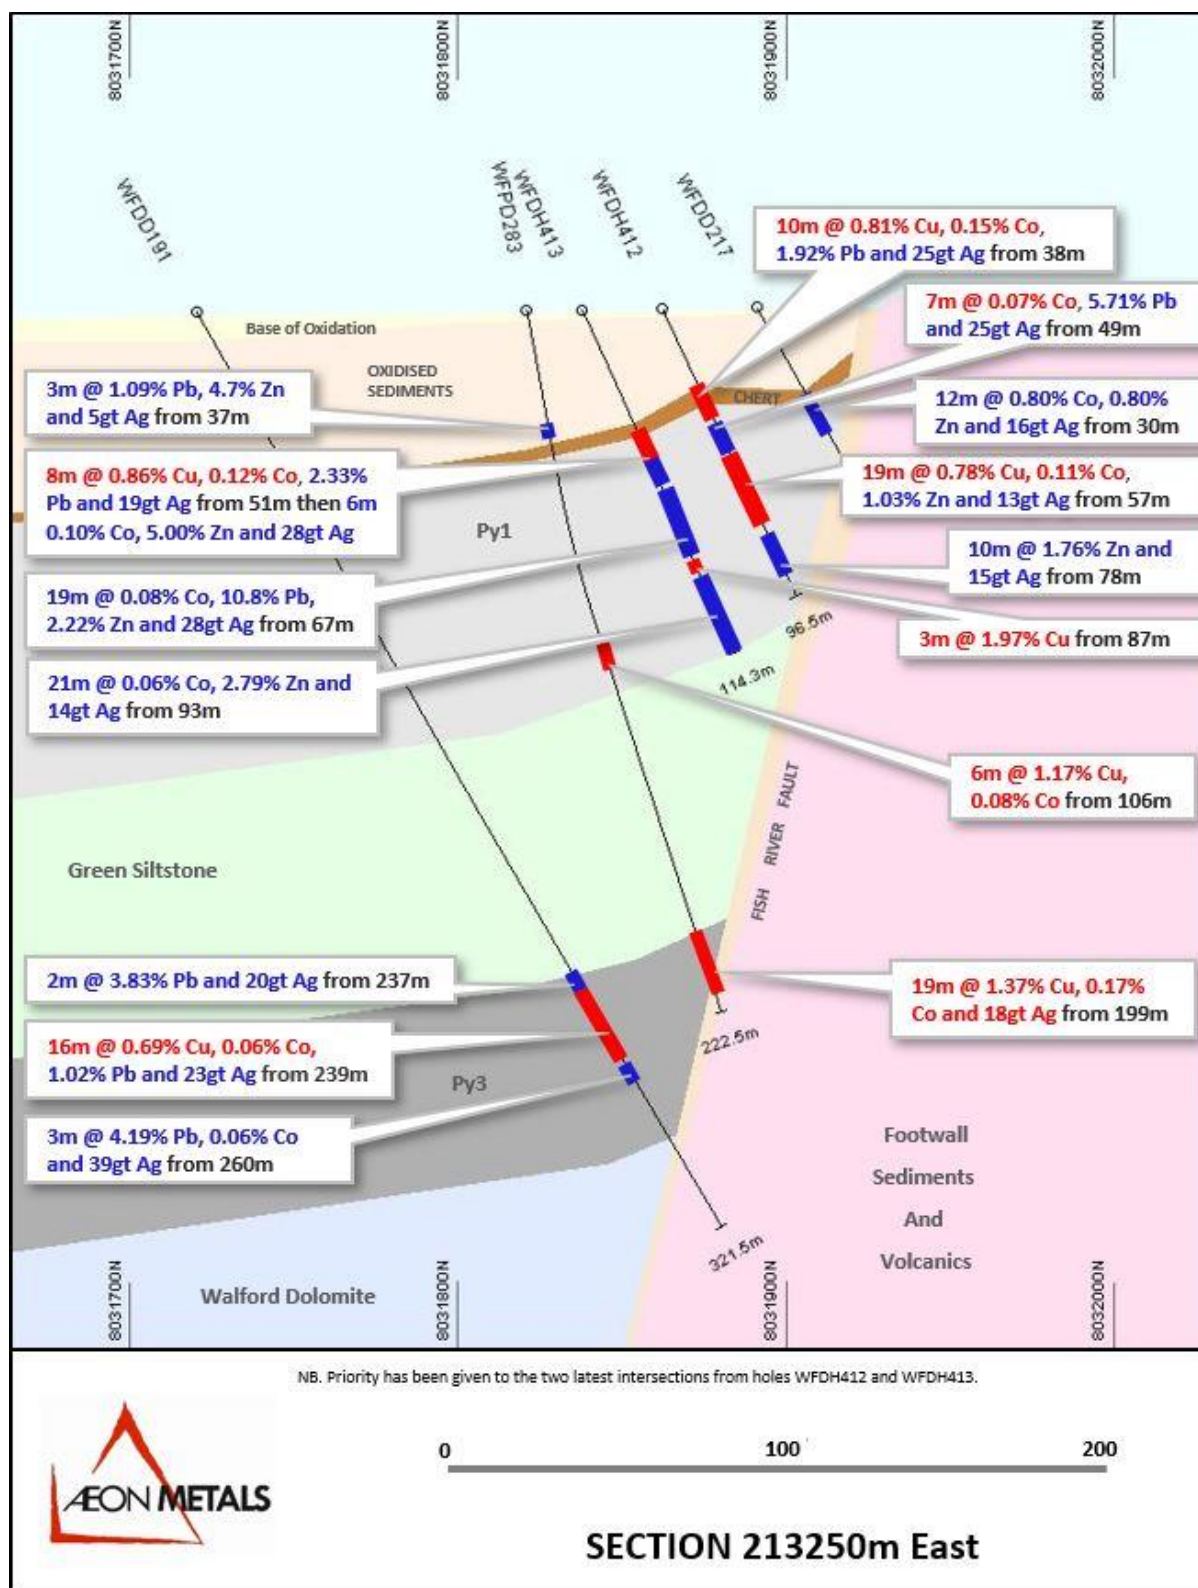 8031700N
8031800N
8031900N
8032000N
WFDD191
WFPD283
WFDH413
WFDH412
WFDD217
10m @ 0.81% Cu, 0.15% Co,
1.92% Pb and 25gt Ag from 38m
7m @ 0.07% Co, 5.71% Pb
and 25gt Ag from 49m
Base of Oxidation
OXIDISED
SEDIMENTS
3m @ 1.09% Pb, 4.7% Zn
and 5gt Ag from 37m
CHERT
12m @ 0.80% Co, 0.80%
Zn and 16gt Ag from 30m
8m @ 0.86% Cu, 0.12% Co, 2.33%
Pb and 19gt Ag from 51m then 6m
0.10% Co, 5.00% Zn and 28gt Ag
19m @ 0.78% Cu, 0.11% Co,
1.03% Zn and 13gt Ag from 57m
Py1
10m @ 1.76% Zn and
15gt Ag from 78m
19m @ 0.08% Co, 10.8% Pb,
2.22% Zn and 28gt Ag from 67m
96.5m
3m @ 1.97% Cu from 87m
114.3m
21m @ 0.06% Co, 2.79% Zn and
14gt Ag from 93m
6m @ 1.17% Cu,
0.08% Co from 106m
FISH RIVER FAULT
Green Siltstone
2m @ 3.83% Pb and 20gt Ag from 237m
19m @ 1.37% Cu, 0.17%
Co and 18gt Ag from 199m
222.5m
16m @ 0.69% Cu, 0.06% Co,
1.02% Pb and 23gt Ag from 239m
Py3
3m @ 4.19% Pb, 0.06% Co
and 39gt Ag from 260m
Footwall
Sediments
And
Volcanics
321.5m
Walford Dolomite
8031700N
8031800N
8031900N
8032000N
NB. Priority has been given to the two latest intersections from holes WFDH412 and WFDH413.
ÆON METALS
0 100 200
SECTION 213250m East